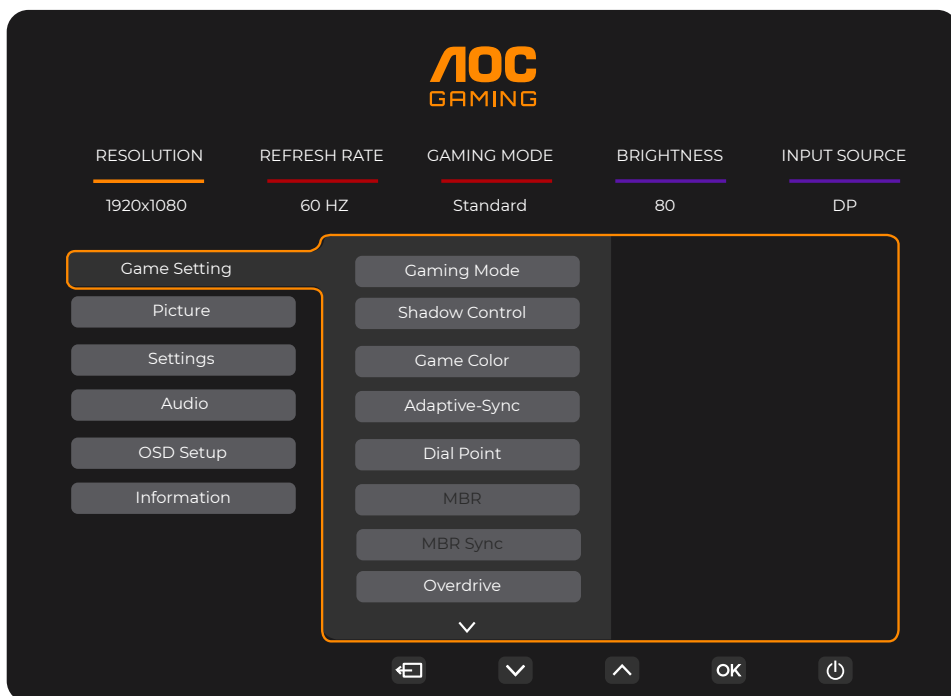 AOC
GAMING
RESOLUTION REFRESH RATE GAMING MODE BRIGHTNESS INPUT SOURCE
1920x1080 60 HZ Standard 80 DP
Game Setting
Picture
Settings
Audio
OSD Setup
Information
Gaming Mode
Shadow Control
Game Color
Adaptive-Sync
Dial Point
MBR
MBR Sync
Overdrive
OK